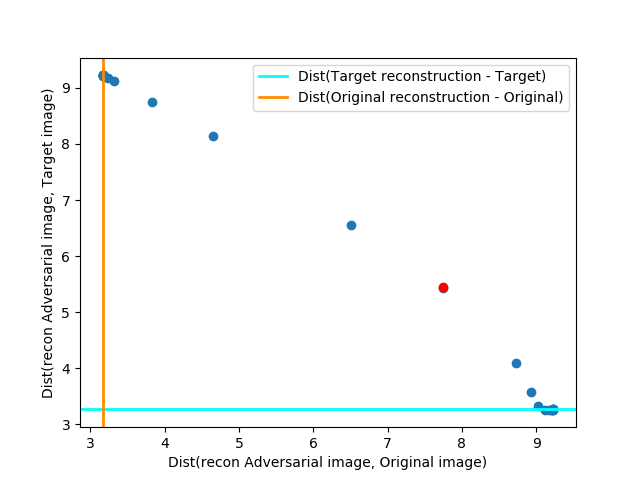 Dist(Target reconstruction - Target)
Dist(Original reconstruction - Original)
9
8
7
6
5
4
3
Dist(recon Adversarial image, Target image)
3 4 5 6 7 8 9
Dist(recon Adversarial image, Original image)